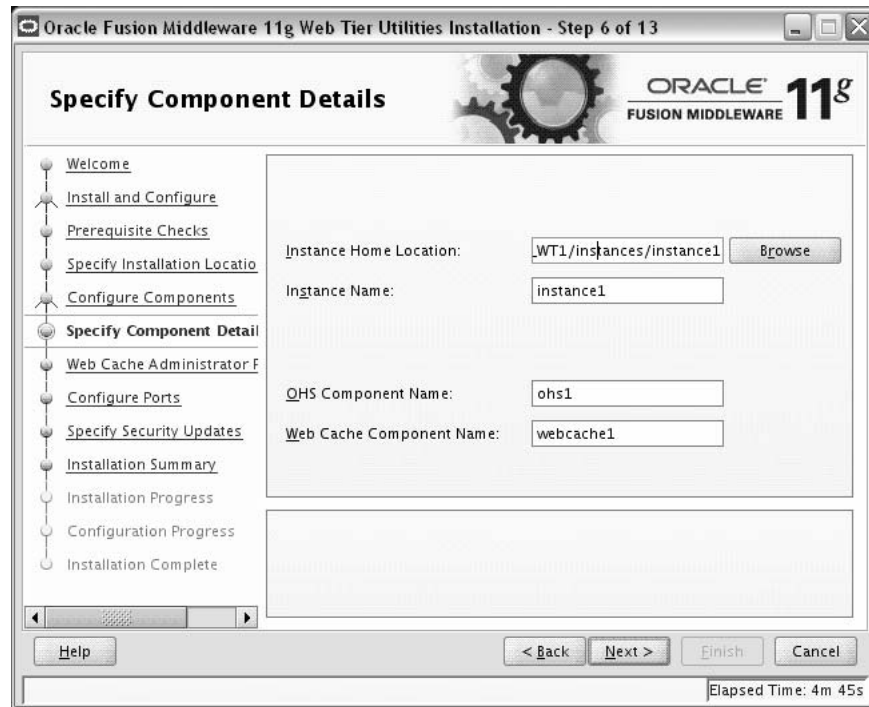 Oracle Fusion Middleware 11g Web Tier Utilities Installation - Step 6 of 13
Specify Component Details
ORACLE®
FUSION MIDDLEWARE 11g
Welcome
Install and Configure
Prerequisite Checks
Specify Installation Locatio
Configure Components
Specify Component Detail
Web Cache Administrator P
Configure Ports
Specify Security Updates
Installation Summary
Installation Progress
Configuration Progress
Installation Complete
Instance Home Location: _WT1/instances/instance1 Browse
Instance Name: instance1
OHS Component Name: ohs1
Web Cache Component Name: webcache1
Help < Back Next > Finish Cancel
Elapsed Time: 4m 45s